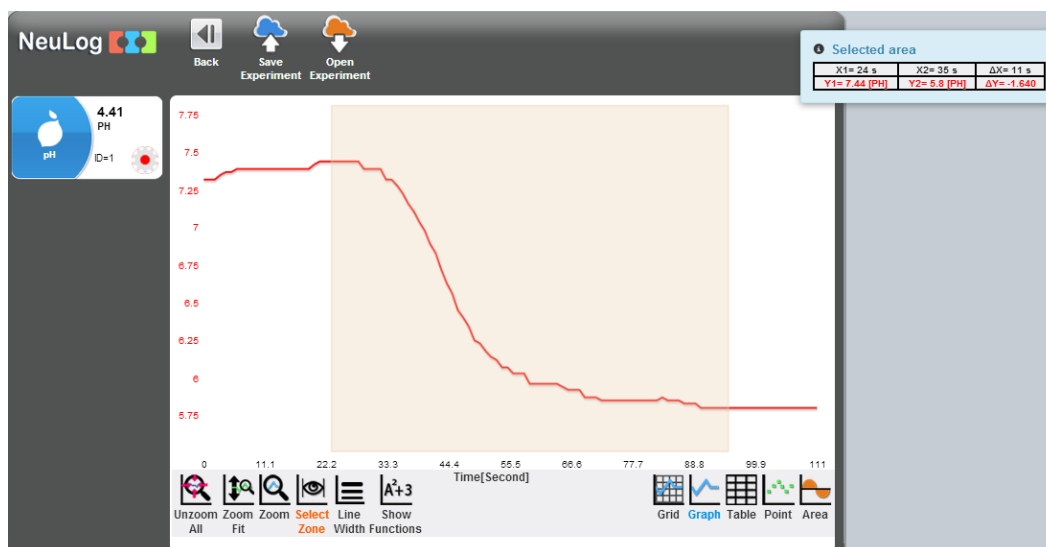 NeuLog
Back
Save
Experiment
Open
Experiment
Selected area
X1= 24 s X2= 35 s ΔX= 11 s
Y1= 7.44 [PH] Y2= 5.8 [PH] ΔY= -1.640
4.41
PH
pH
ID=1
7.75
7.5
7.25
7
6.75
6.5
6.25
6
5.75
0 11.1 22.2 33.3 44.4 55.5 66.6 77.7 88.8 99.9 111
Time[Second]
A²+3
Unzoom
All
Zoom
Fit
Zoom
Select
Zone
Line
Width
Show
Functions
Grid
Graph
Table
Point
Area